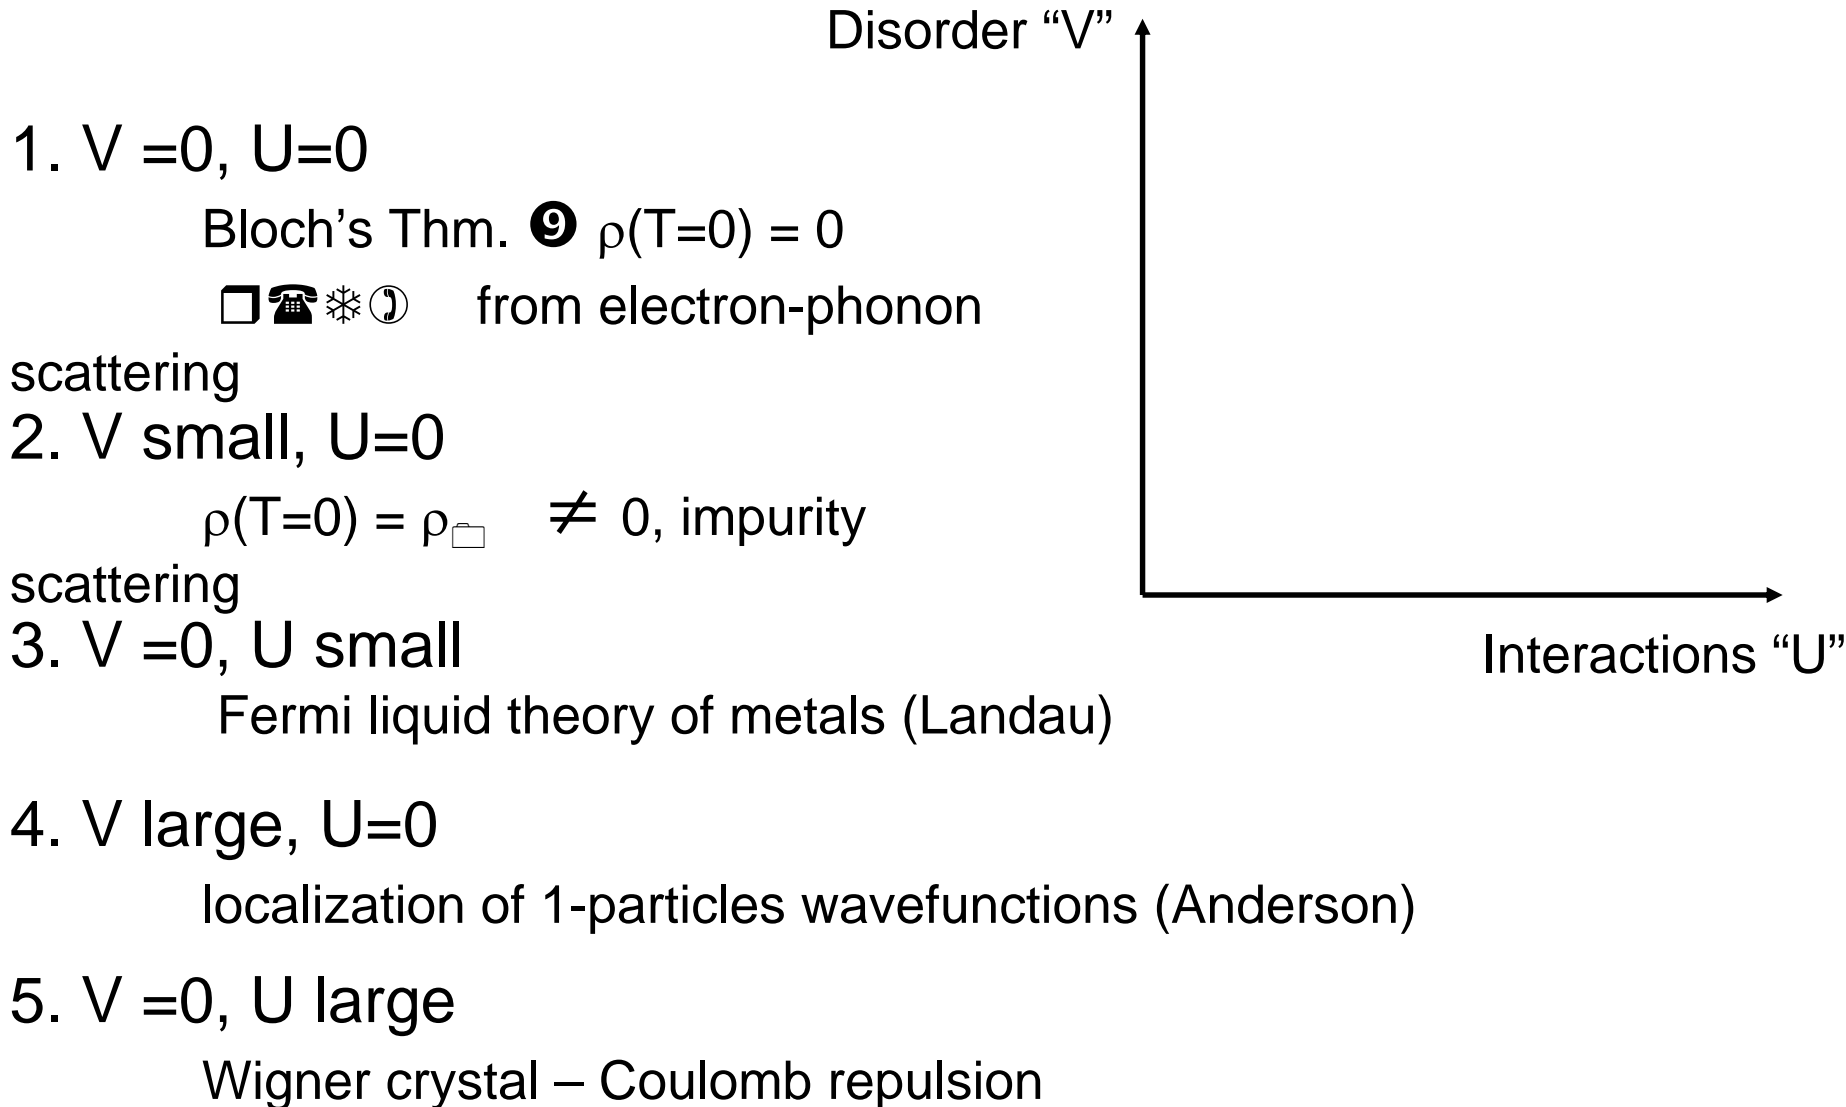 Disorder “V”
1. V =0, U=0
Bloch’s Thm. ❾ ρ(T=0) = 0
❒☎❄✆ from electron-phonon
scattering
2. V small, U=0
ρ(T=0) = ρ🗀 ≠ 0, impurity
scattering
3. V =0, U small
Interactions “U”
Fermi liquid theory of metals (Landau)
4. V large, U=0
localization of 1-particles wavefunctions (Anderson)
5. V =0, U large
Wigner crystal – Coulomb repulsion